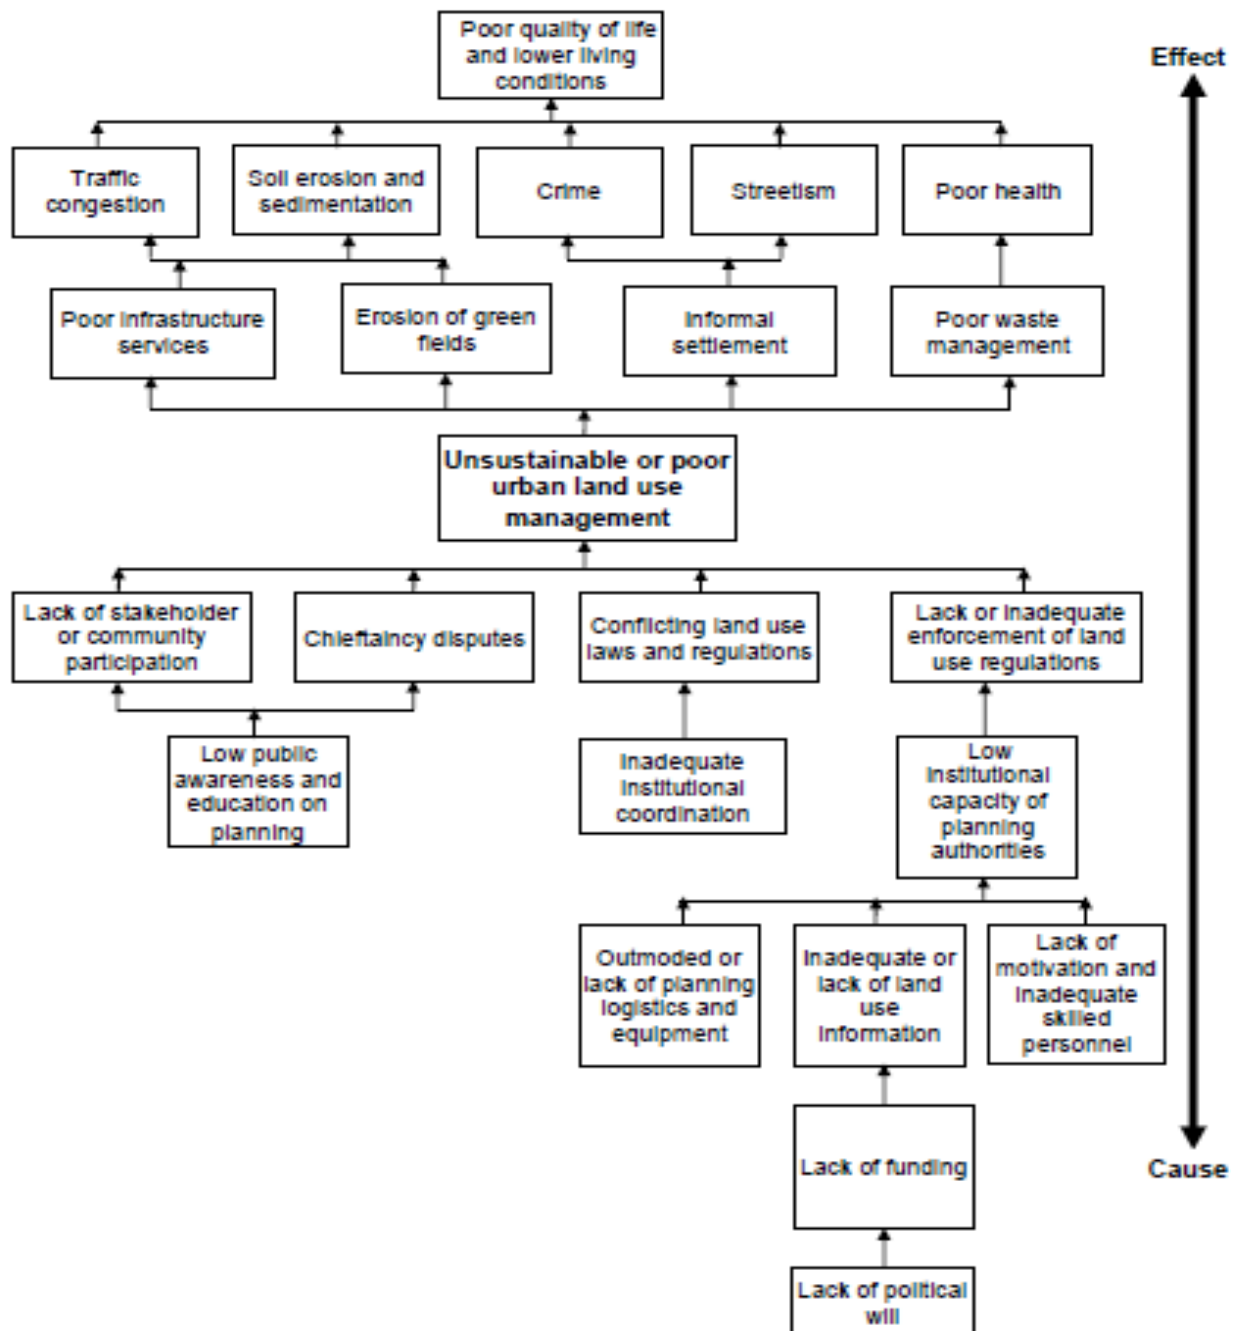 Poor quality of life
and lower living
conditions
Effect
Traffic
congestion
Soil erosion and
sedimentation
Crime
Streetism
Poor health
Poor infrastructure
services
Erosion of green
fields
Informal
settlement
Poor waste
management
Unsustainable or poor
urban land use
management
Lack of stakeholder
or community
participation
Chieftaincy disputes
Conflicting land use
laws and regulations
Lack or inadequate
enforcement of land
use regulations
Low public
awareness and
education on
planning
Inadequate
institutional
coordination
Low
institutional
capacity of
planning
authorities
Outmoded or
lack of planning
logistics and
equipment
Inadequate or
lack of land
use
information
Lack of
motivation and
inadequate
skilled
personnel
Lack of funding
Cause
Lack of political
will